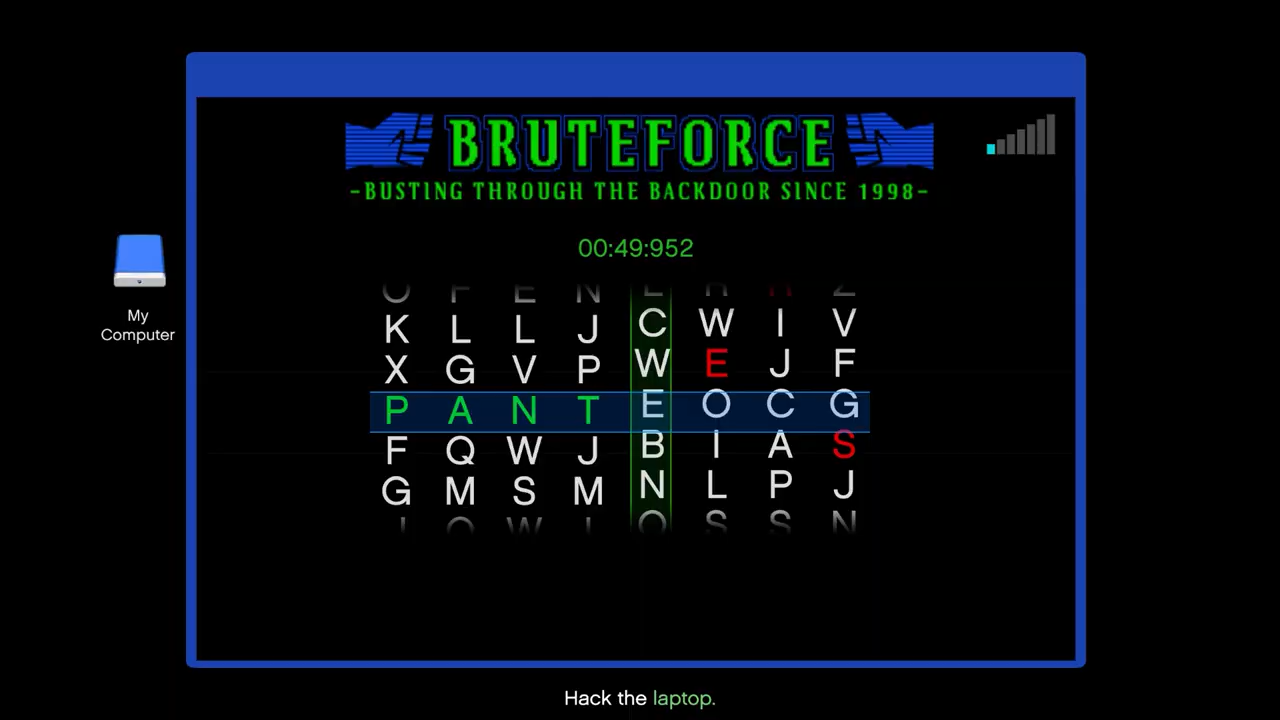 BRUTEFORCE
-BUSTING THROUGH THE BACKDOOR SINCE 1998-
00:49:952
My
Computer
K L L J C W I V
X G V P W E J F
P A N T E O C G
F Q W J B I A S
G M S M N L P J
Hack the laptop.